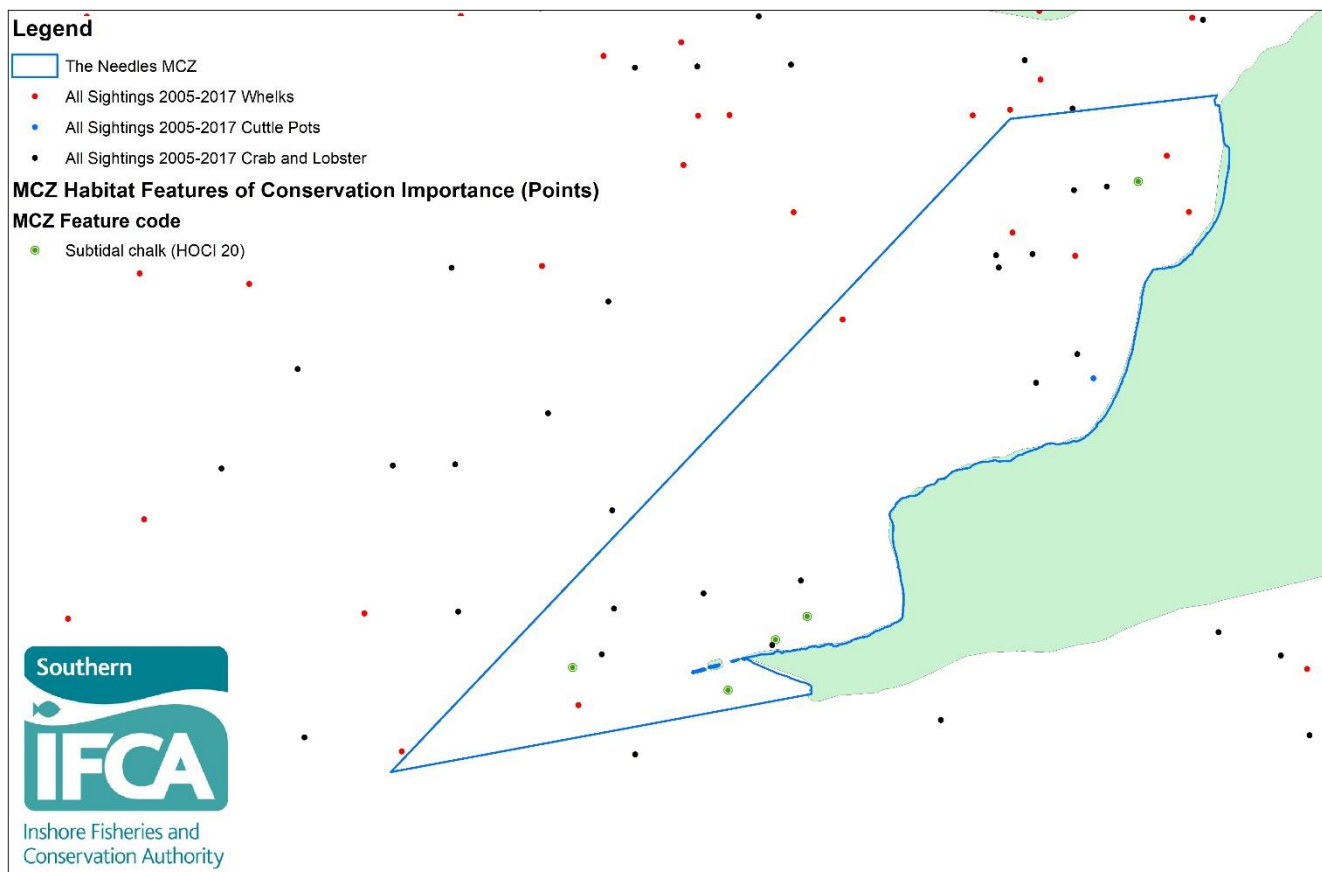 Legend
The Needles MCZ
All Sightings 2005-2017 Whelks
All Sightings 2005-2017 Cuttle Pots
All Sightings 2005-2017 Crab and Lobster
MCZ Habitat Features of Conservation Importance (Points)
MCZ Feature code
Subtidal chalk (HOCI 20)
Southern
IFCA
Inshore Fisheries and
Conservation Authority